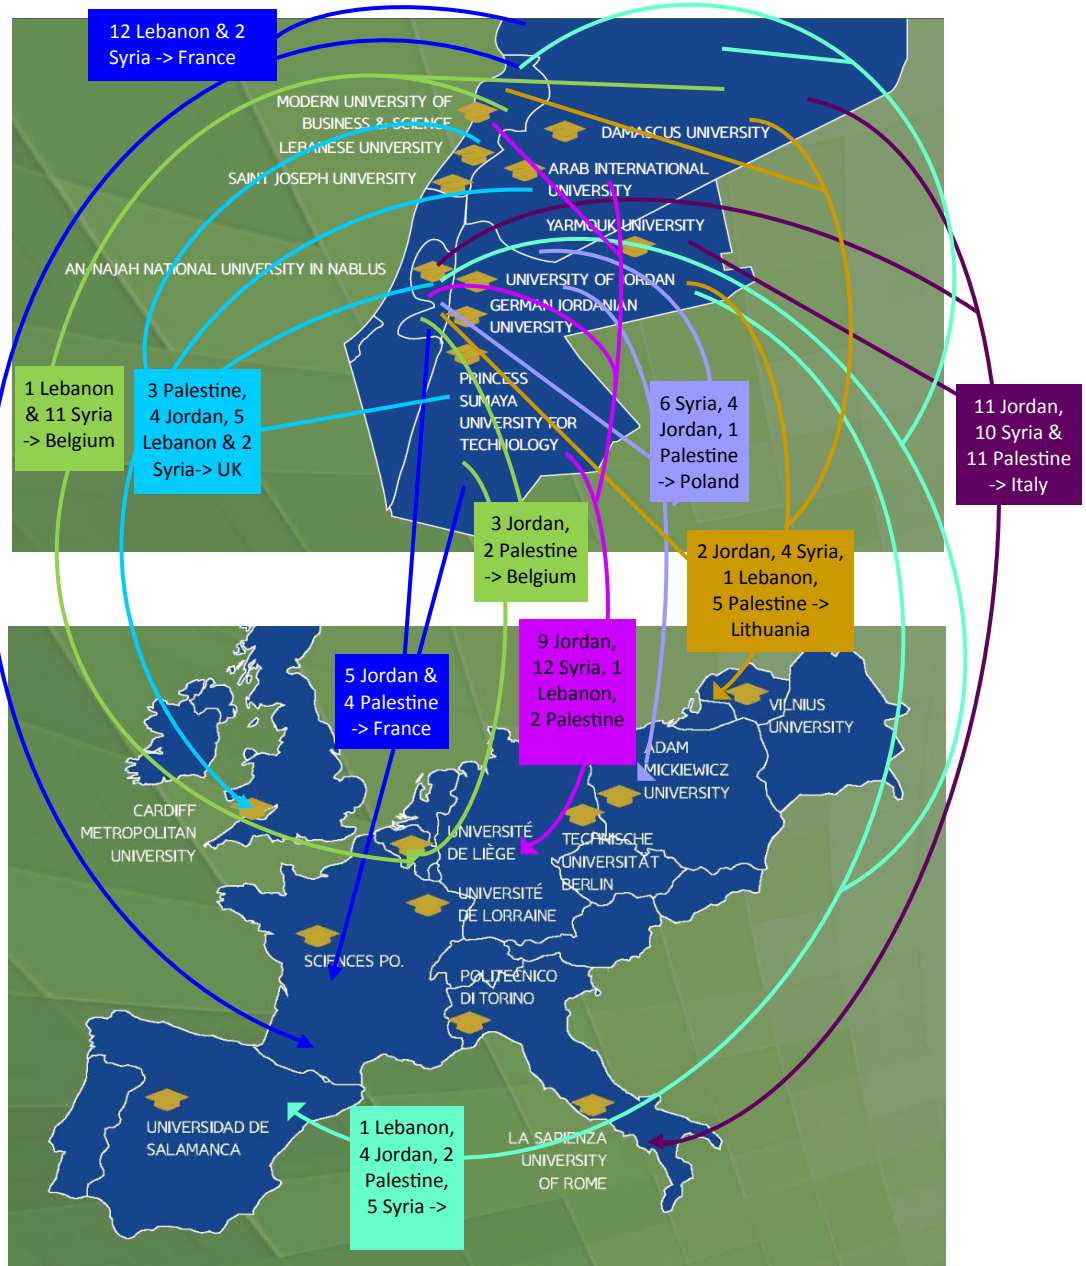 12 Lebanon & 2
Syria -> France
MODERN UNIVERSITY OF
BUSINESS & SCIENCE
LEBANESE UNIVERSITY
SAINT JOSEPH UNIVERSITY
DAMASCUS UNIVERSITY
ARAB INTERNATIONAL
UNIVERSITY
YARMOUK UNIVERSITY
AN-NAJAH NATIONAL UNIVERSITY IN NABLUS
UNIVERSITY OF JORDAN
GERMAN JORDANIAN
UNIVERSITY
PRINCESS
SUMAYA
UNIVERSITY FOR
TECHNOLOGY
1 Lebanon
& 11 Syria
-> Belgium
3 Palestine,
4 Jordan, 5
Lebanon & 2
Syria-> UK
6 Syria, 4
Jordan, 1
Palestine
-> Poland
11 Jordan,
10 Syria &
11 Palestine
-> Italy
3 Jordan,
2 Palestine
-> Belgium
2 Jordan, 4 Syria,
1 Lebanon,
5 Palestine ->
Lithuania
5 Jordan &
4 Palestine
-> France
9 Jordan,
12 Syria, 1
Lebanon,
2 Palestine
VILNIUS
UNIVERSITY
ADAM
MICKIEWICZ
UNIVERSITY
CARDIFF
METROPOLITAN
UNIVERSITY
UNIVERSITÉ
DE LIÈGE
TECHNISCHE
UNIVERSITÄT
BERLIN
UNIVERSITÉ
DE LORRAINE
SCIENCES PO.
POLITECNICO
DI TORINO
UNIVERSIDAD DE
SALAMANCA
LA SAPIENZA
UNIVERSITY
OF ROME
1 Lebanon,
4 Jordan, 2
Palestine,
5 Syria ->